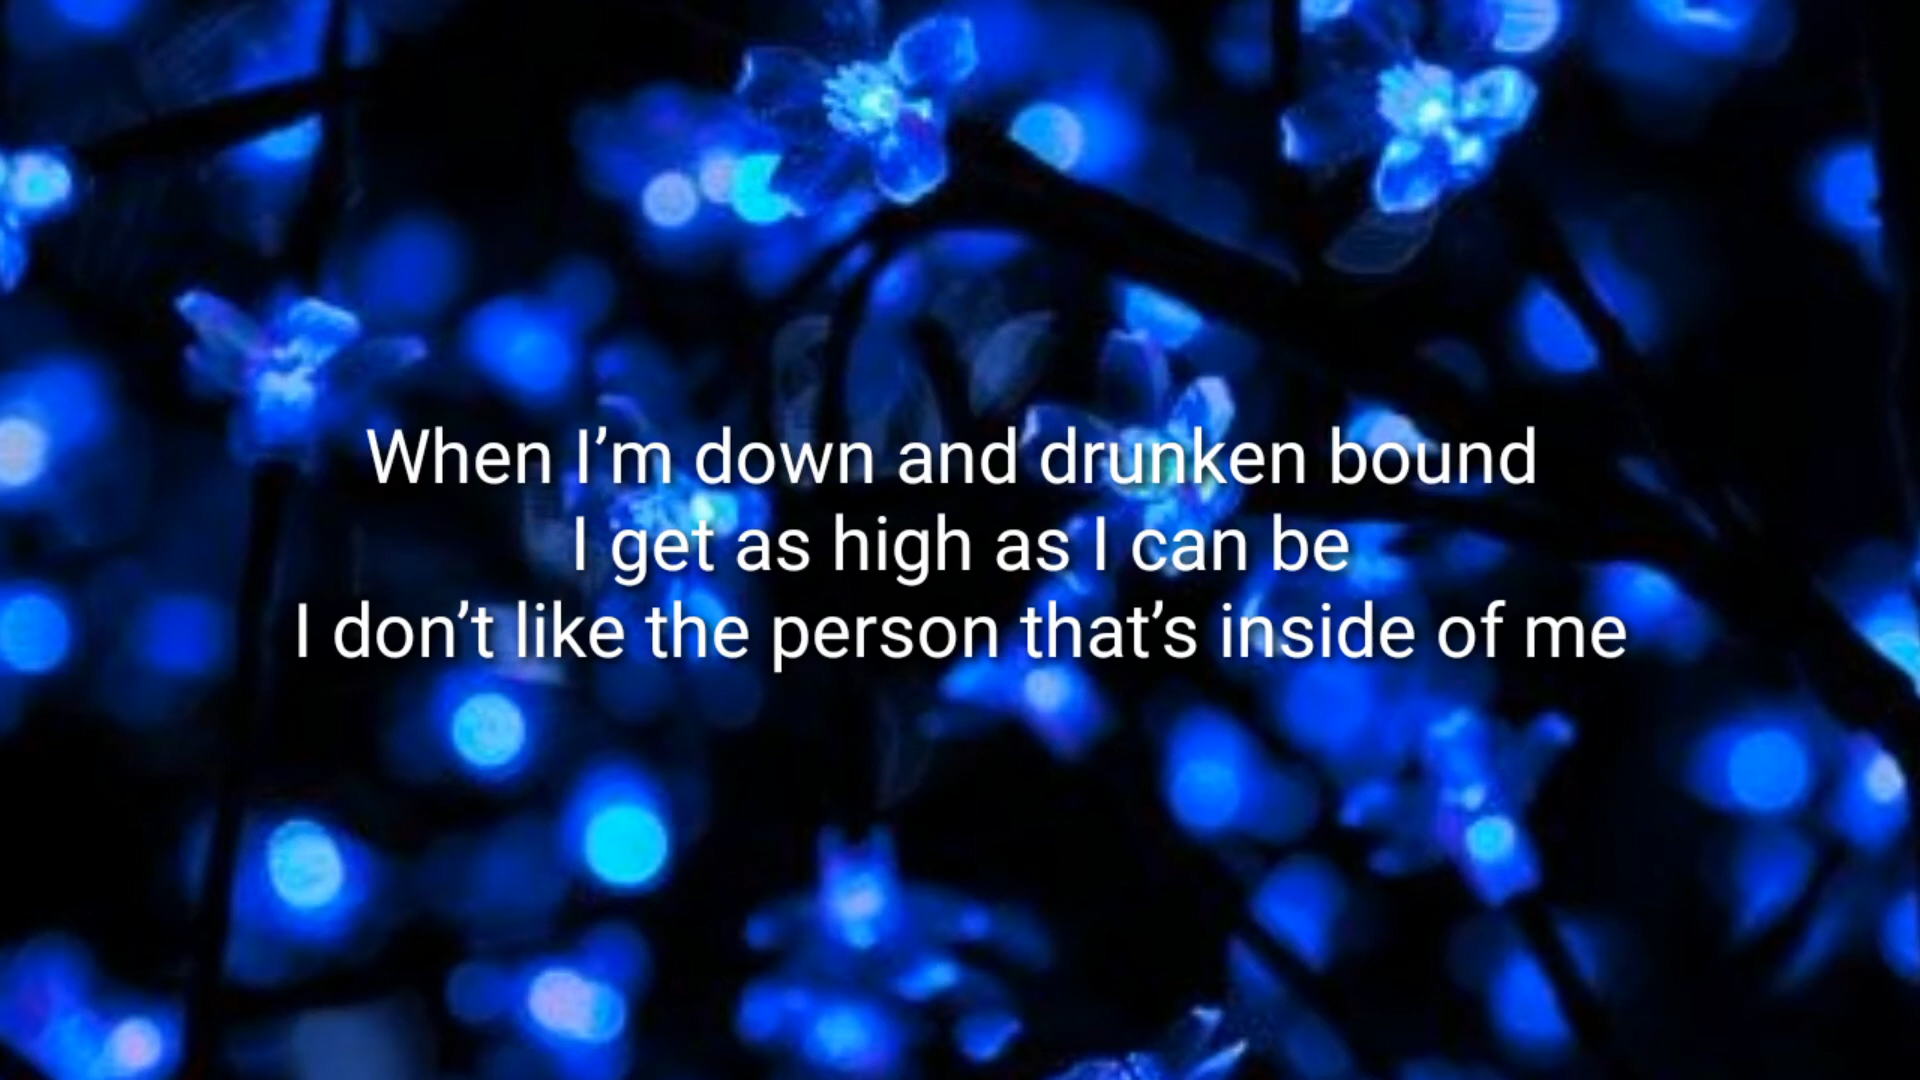 When I’m down and drunken bound
I get as high as I can be
I don’t like the person that’s inside of me